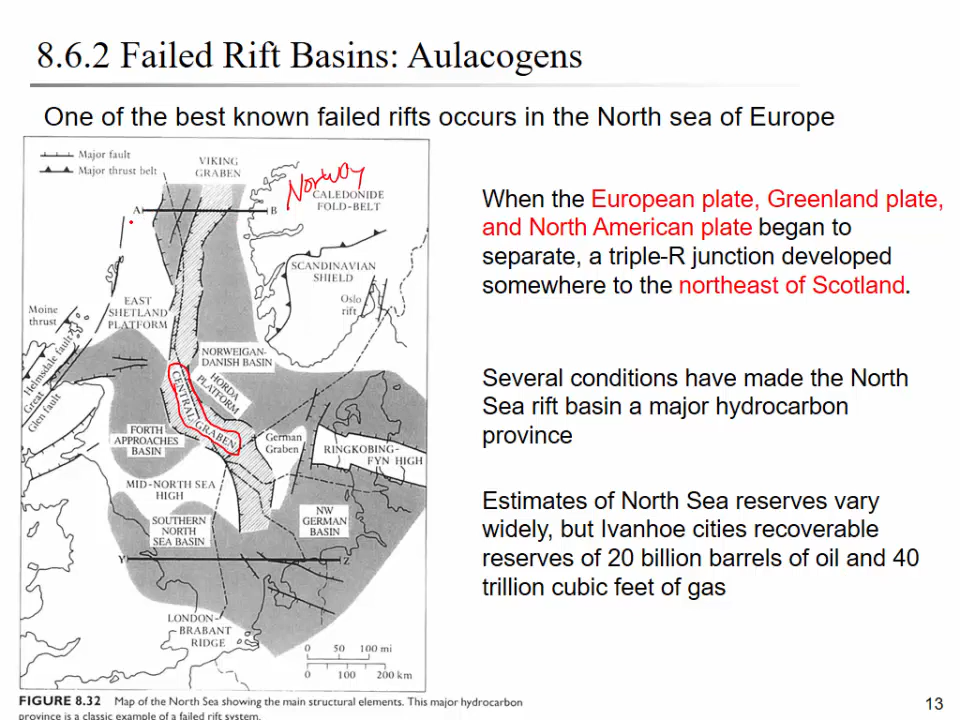 8.6.2 Failed Rift Basins: Aulacogens
One of the best known failed rifts occurs in the North sea of Europe
Major fault
Major thrust belt
VIKING
GRABEN
Norway
CALEDONIDE
FOLD-BELT
A
B
SCANDINAVIAN
SHIELD
Oslo
rift
EAST
SHETLAND
PLATFORM
Moine
thrust
Helmsdale fault
Great
Glen fault
NORWEIGAN-
DANISH BASIN
HORDA
PLATFORM
CENTRAL GRABEN
FORTH
APPROACHES
BASIN
German
Graben
RINGKOBING-
FYN HIGH
MID-NORTH SEA
HIGH
SOUTHERN
NORTH
SEA BASIN
NW
GERMAN
BASIN
Y
Z
LONDON-
BRABANT
RIDGE
0 50 100 mi
0 100 200 km
FIGURE 8.32 Map of the North Sea showing the main structural elements. This major hydrocarbon
province is a classic example of a failed rift system.
When the European plate, Greenland plate,
and North American plate began to
separate, a triple-R junction developed
somewhere to the northeast of Scotland.
Several conditions have made the North
Sea rift basin a major hydrocarbon
province
Estimates of North Sea reserves vary
widely, but Ivanhoe cities recoverable
reserves of 20 billion barrels of oil and 40
trillion cubic feet of gas
13